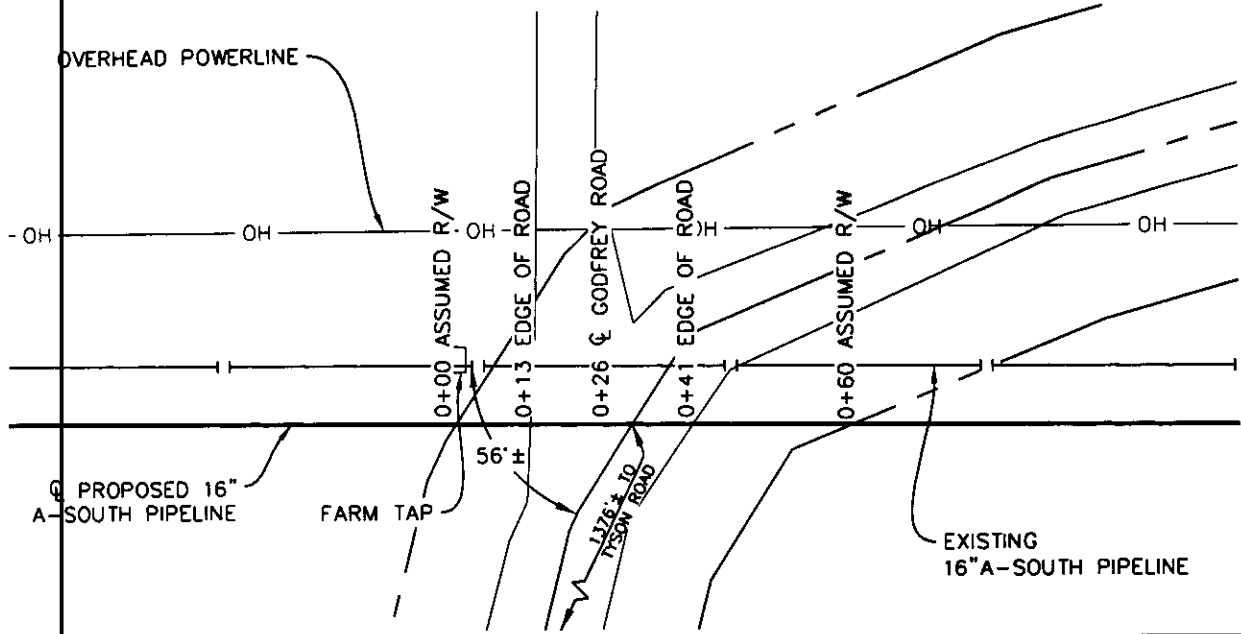 OVERHEAD POWERLINE
OH
OH
OH
OH
OH
OH
0+00 ASSUMED R/W
0+13 EDGE OF ROAD
0+26 ℄ GODFREY ROAD
0+41 EDGE OF ROAD
0+60 ASSUMED R/W
56'±
℄ PROPOSED 16"
A-SOUTH PIPELINE
FARM TAP
1376'± TO
TYSON ROAD
EXISTING
16"A-SOUTH PIPELINE